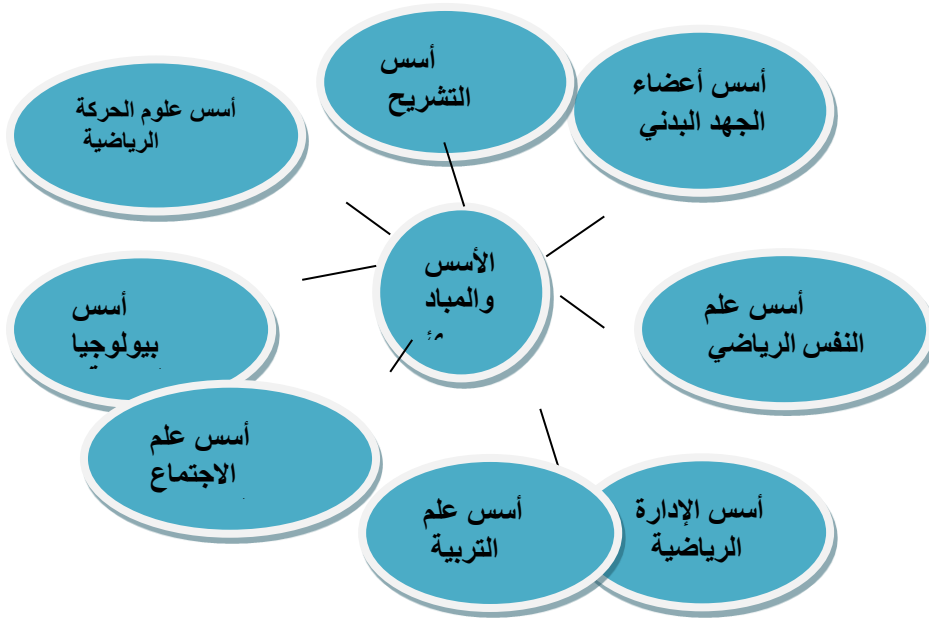 أسس
التشريح
أسس أعضاء
الجهد البدني
أسس علوم الحركة
الرياضية
الأسس
والمباد
ئ
أسس علم
النفس الرياضي
أسس
بيولوجيا
أسس علم
الاجتماع
أسس علم
التربية
أسس الإدارة
الرياضية